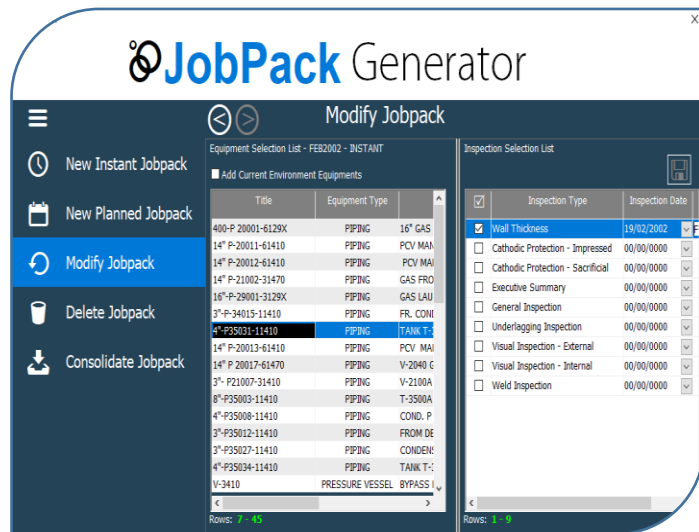 X
JobPack Generator
Modify Jobpack
New Instant Jobpack
New Planned Jobpack
Modify Jobpack
Delete Jobpack
Consolidate Jobpack
Equipment Selection List - FEB2002 - INSTANT
Add Current Environment Equipments
Title Equipment Type
400-P 20001-6129X PIPING 16" GAS
14" P-20011-61410 PIPING PCV MAN
14" P-20012-61410 PIPING PCV MAI
14" P-21002-31470 PIPING GAS FRO
16"-P-29001-3129X PIPING GAS LAU
3"-P-34015-11410 PIPING FR. CONI
4"-P35031-11410 PIPING TANK T-3
14" P-20013-61410 PIPING PCV MAI
14" P 20017-61470 PIPING V-2040 G
3"- P21007-31410 PIPING V-2100A
8"-P35003-11410 PIPING T-3500A
4"-P35008-11410 PIPING COND. P
3"-P35012-11410 PIPING FROM DE
3"-P35027-11410 PIPING CONDEN
4"-P35034-11410 PIPING TANK T-3
V-3410 PRESSURE VESSEL BYPASS
Rows: 7 - 45
Inspection Selection List
Inspection Type Inspection Date
Wall Thickness 19/02/2002
Cathodic Protection - Impressed 00/00/0000
Cathodic Protection - Sacrificial 00/00/0000
Executive Summary 00/00/0000
General Inspection 00/00/0000
Underlagging Inspection 00/00/0000
Visual Inspection - External 00/00/0000
Visual Inspection - Internal 00/00/0000
Weld Inspection 00/00/0000
Rows: 1 - 9